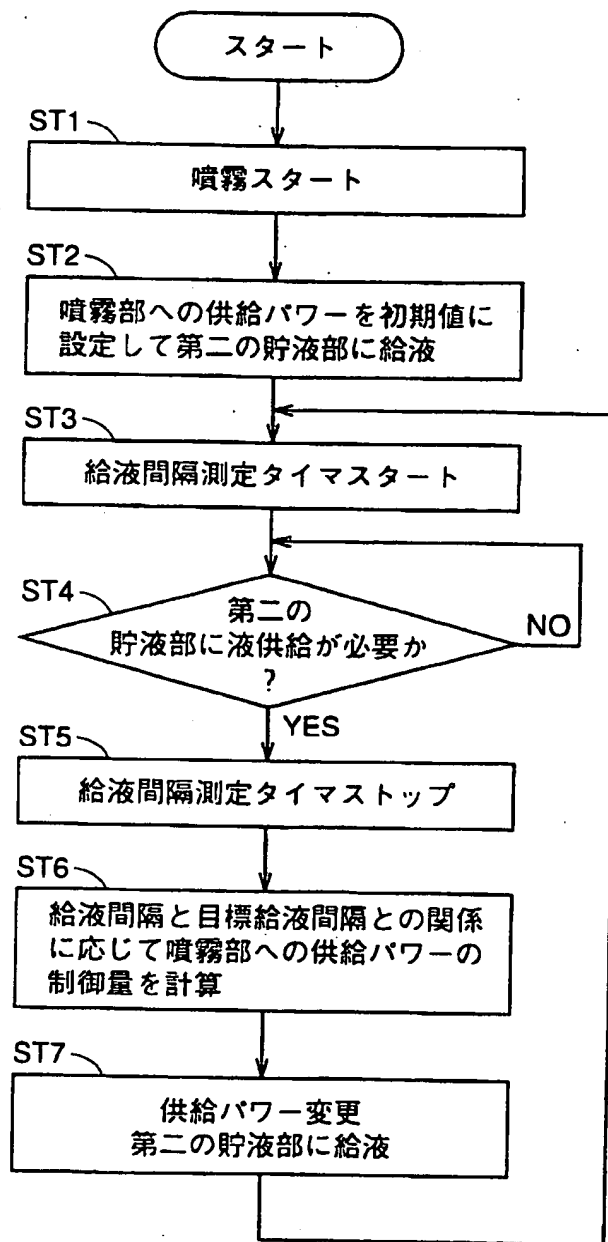 スタート
ST1
噴霧スタート
ST2
噴霧部への供給パワーを初期値に
設定して第二の貯液部に給液
ST3
給液間隔測定タイマスタート
ST4
第二の
貯液部に液供給が必要か
?
NO
YES
ST5
給液間隔測定タイマストップ
ST6
給液間隔と目標給液間隔との関係
に応じて噴霧部への供給パワーの
制御量を計算
ST7
供給パワー変更
第二の貯液部に給液